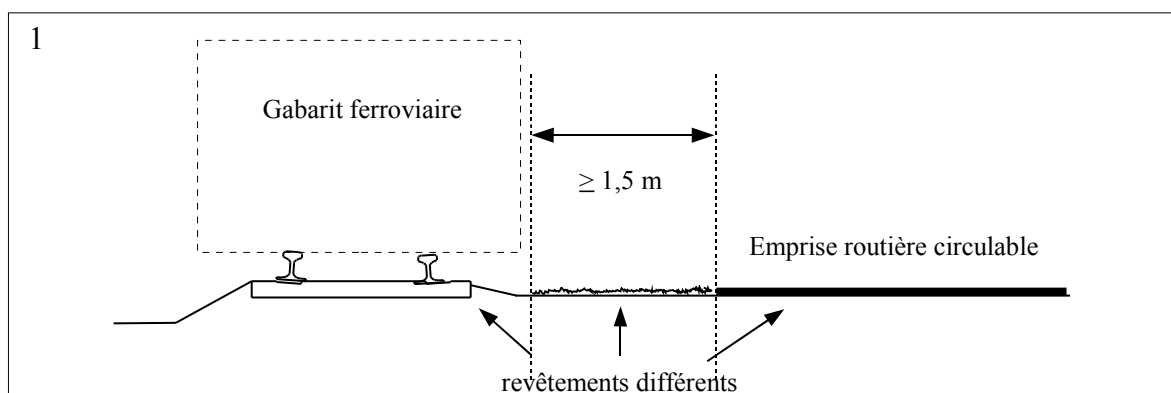 1
Gabarit ferroviaire
≥ 1,5 m
Emprise routière circulable
revêtements différents